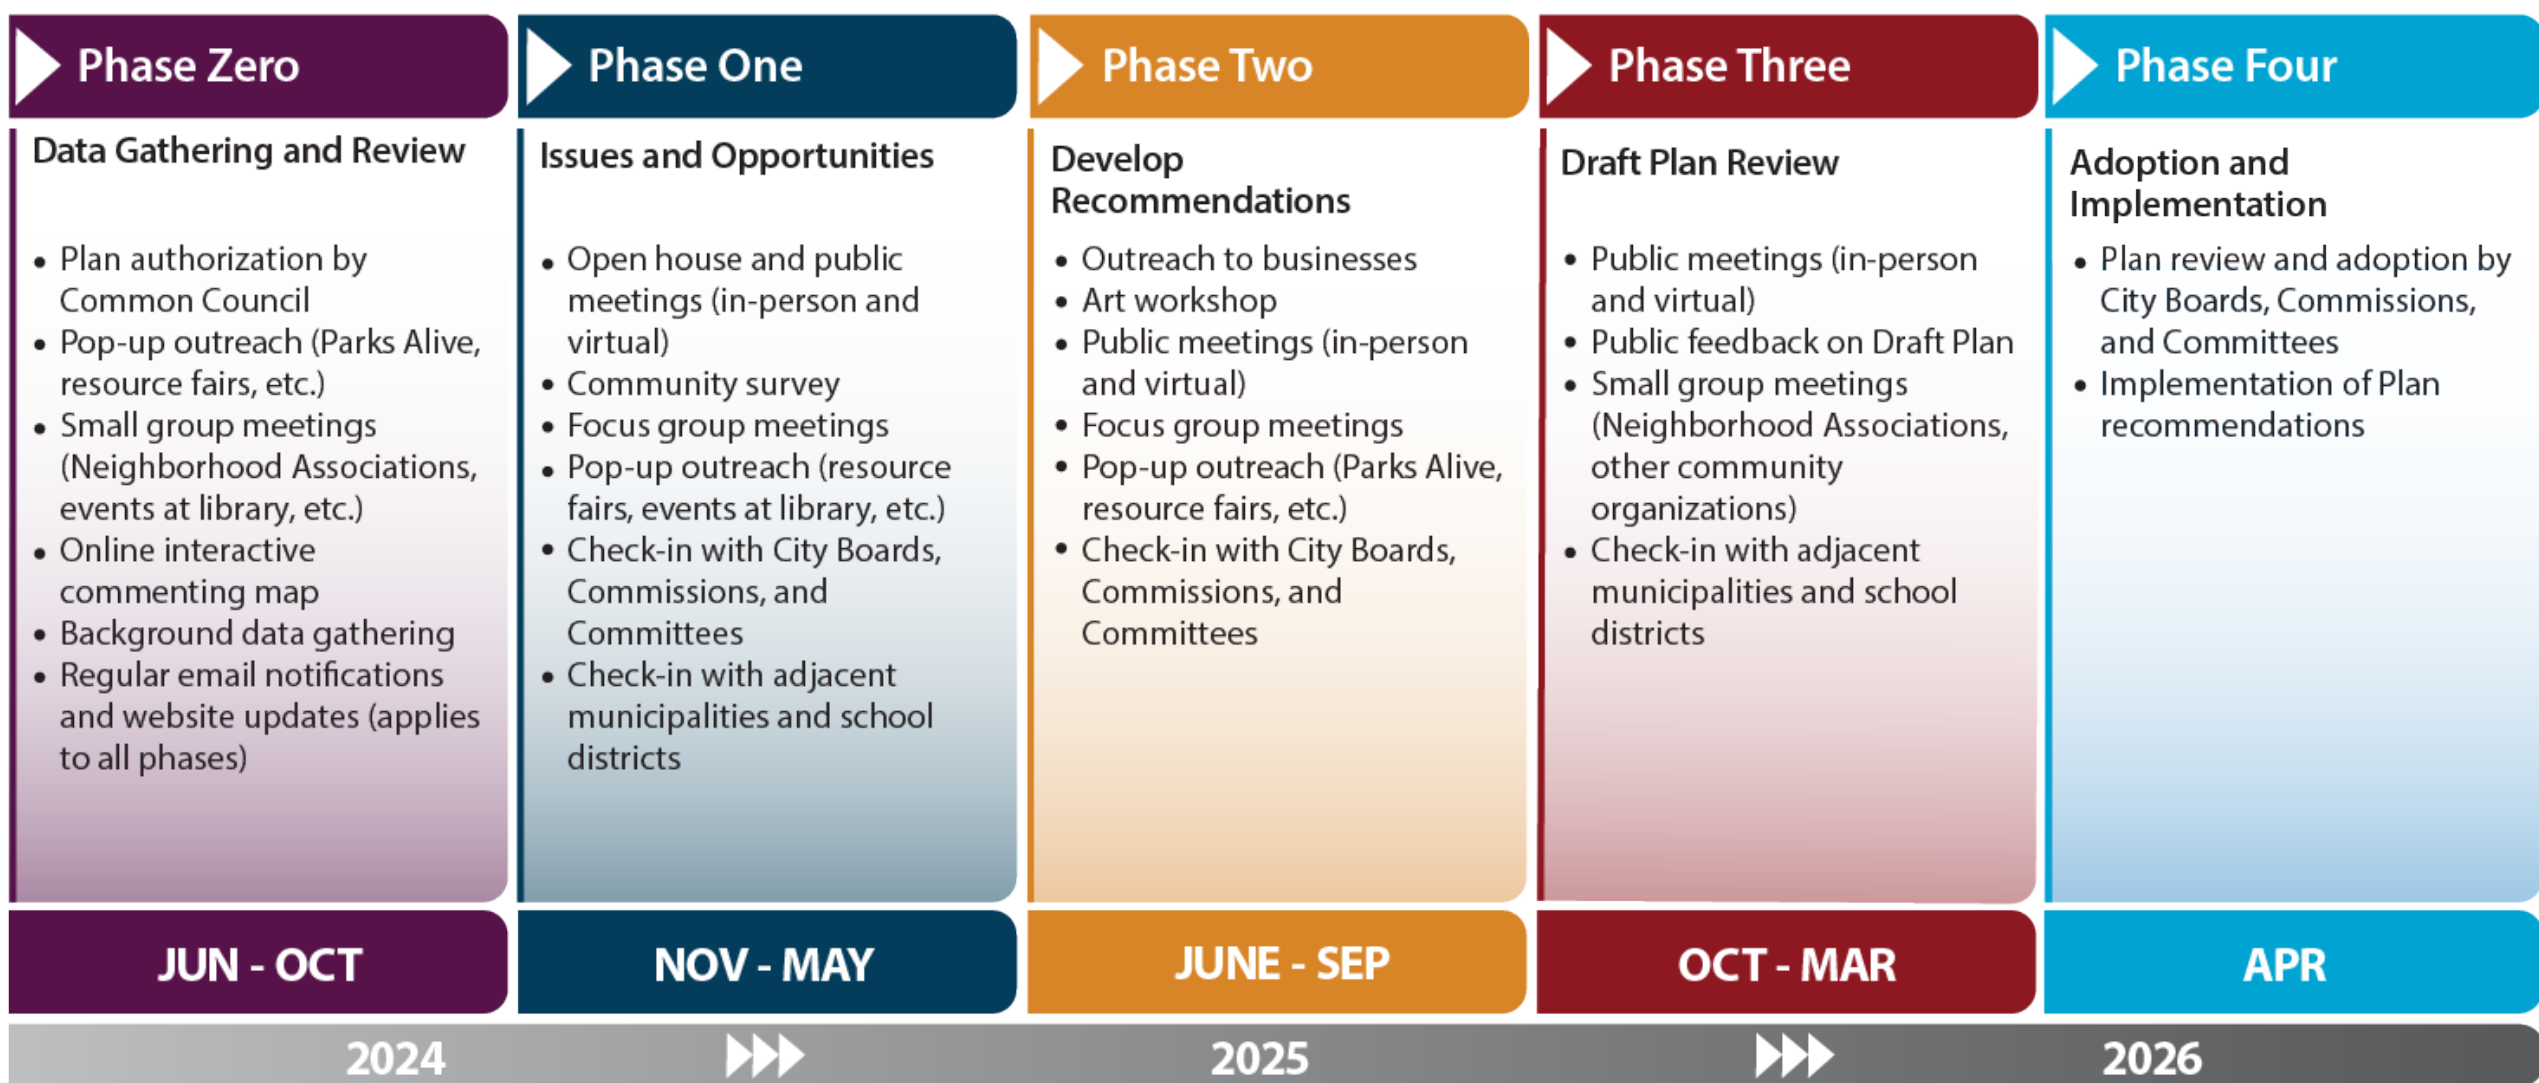 Phase Zero
Data Gathering and Review
• Plan authorization by
Common Council
• Pop-up outreach (Parks Alive,
resource fairs, etc.)
• Small group meetings
(Neighborhood Associations,
events at library, etc.)
• Online interactive
commenting map
• Background data gathering
• Regular email notifications
and website updates (applies
to all phases)
JUN - OCT
Phase One
Issues and Opportunities
• Open house and public
meetings (in-person and
virtual)
• Community survey
• Focus group meetings
• Pop-up outreach (resource
fairs, events at library, etc.)
• Check-in with City Boards,
Commissions, and
Committees
• Check-in with adjacent
municipalities and school
districts
NOV - MAY
Phase Two
Develop
Recommendations
• Outreach to businesses
• Art workshop
• Public meetings (in-person
and virtual)
• Focus group meetings
• Pop-up outreach (Parks Alive,
resource fairs, etc.)
• Check-in with City Boards,
Commissions, and
Committees
JUNE - SEP
Phase Three
Draft Plan Review
• Public meetings (in-person
and virtual)
• Public feedback on Draft Plan
• Small group meetings
(Neighborhood Associations,
other community
organizations)
• Check-in with adjacent
municipalities and school
districts
OCT - MAR
Phase Four
Adoption and
Implementation
• Plan review and adoption by
City Boards, Commissions,
and Committees
• Implementation of Plan
recommendations
APR
2024
2025
2026